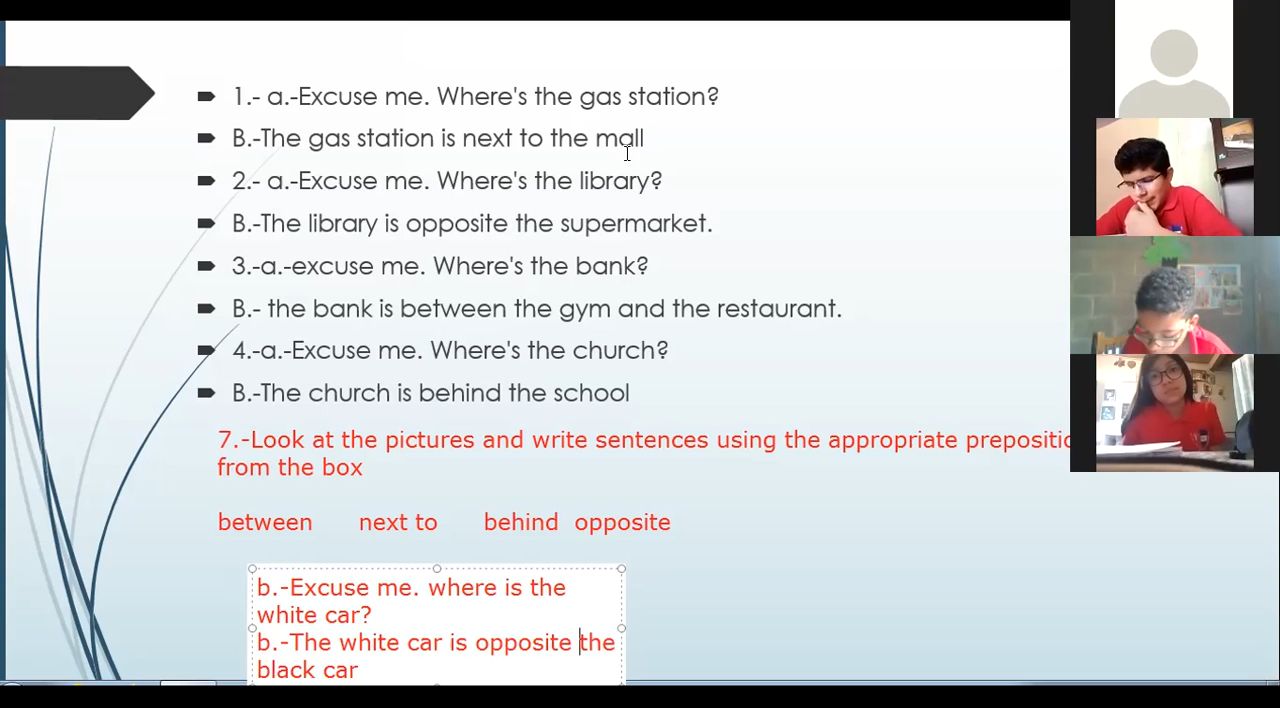 1.- a.-Excuse me. Where's the gas station?
B.-The gas station is next to the mall
2.- a.-Excuse me. Where's the library?
B.-The library is opposite the supermarket.
3.-a.-excuse me. Where's the bank?
B.- the bank is between the gym and the restaurant.
4.-a.-Excuse me. Where's the church?
B.-The church is behind the school
7.-Look at the pictures and write sentences using the appropriate
from the box
between next to behind opposite
b.-Excuse me. where is the
white car?
b.-The white car is opposite the
black car